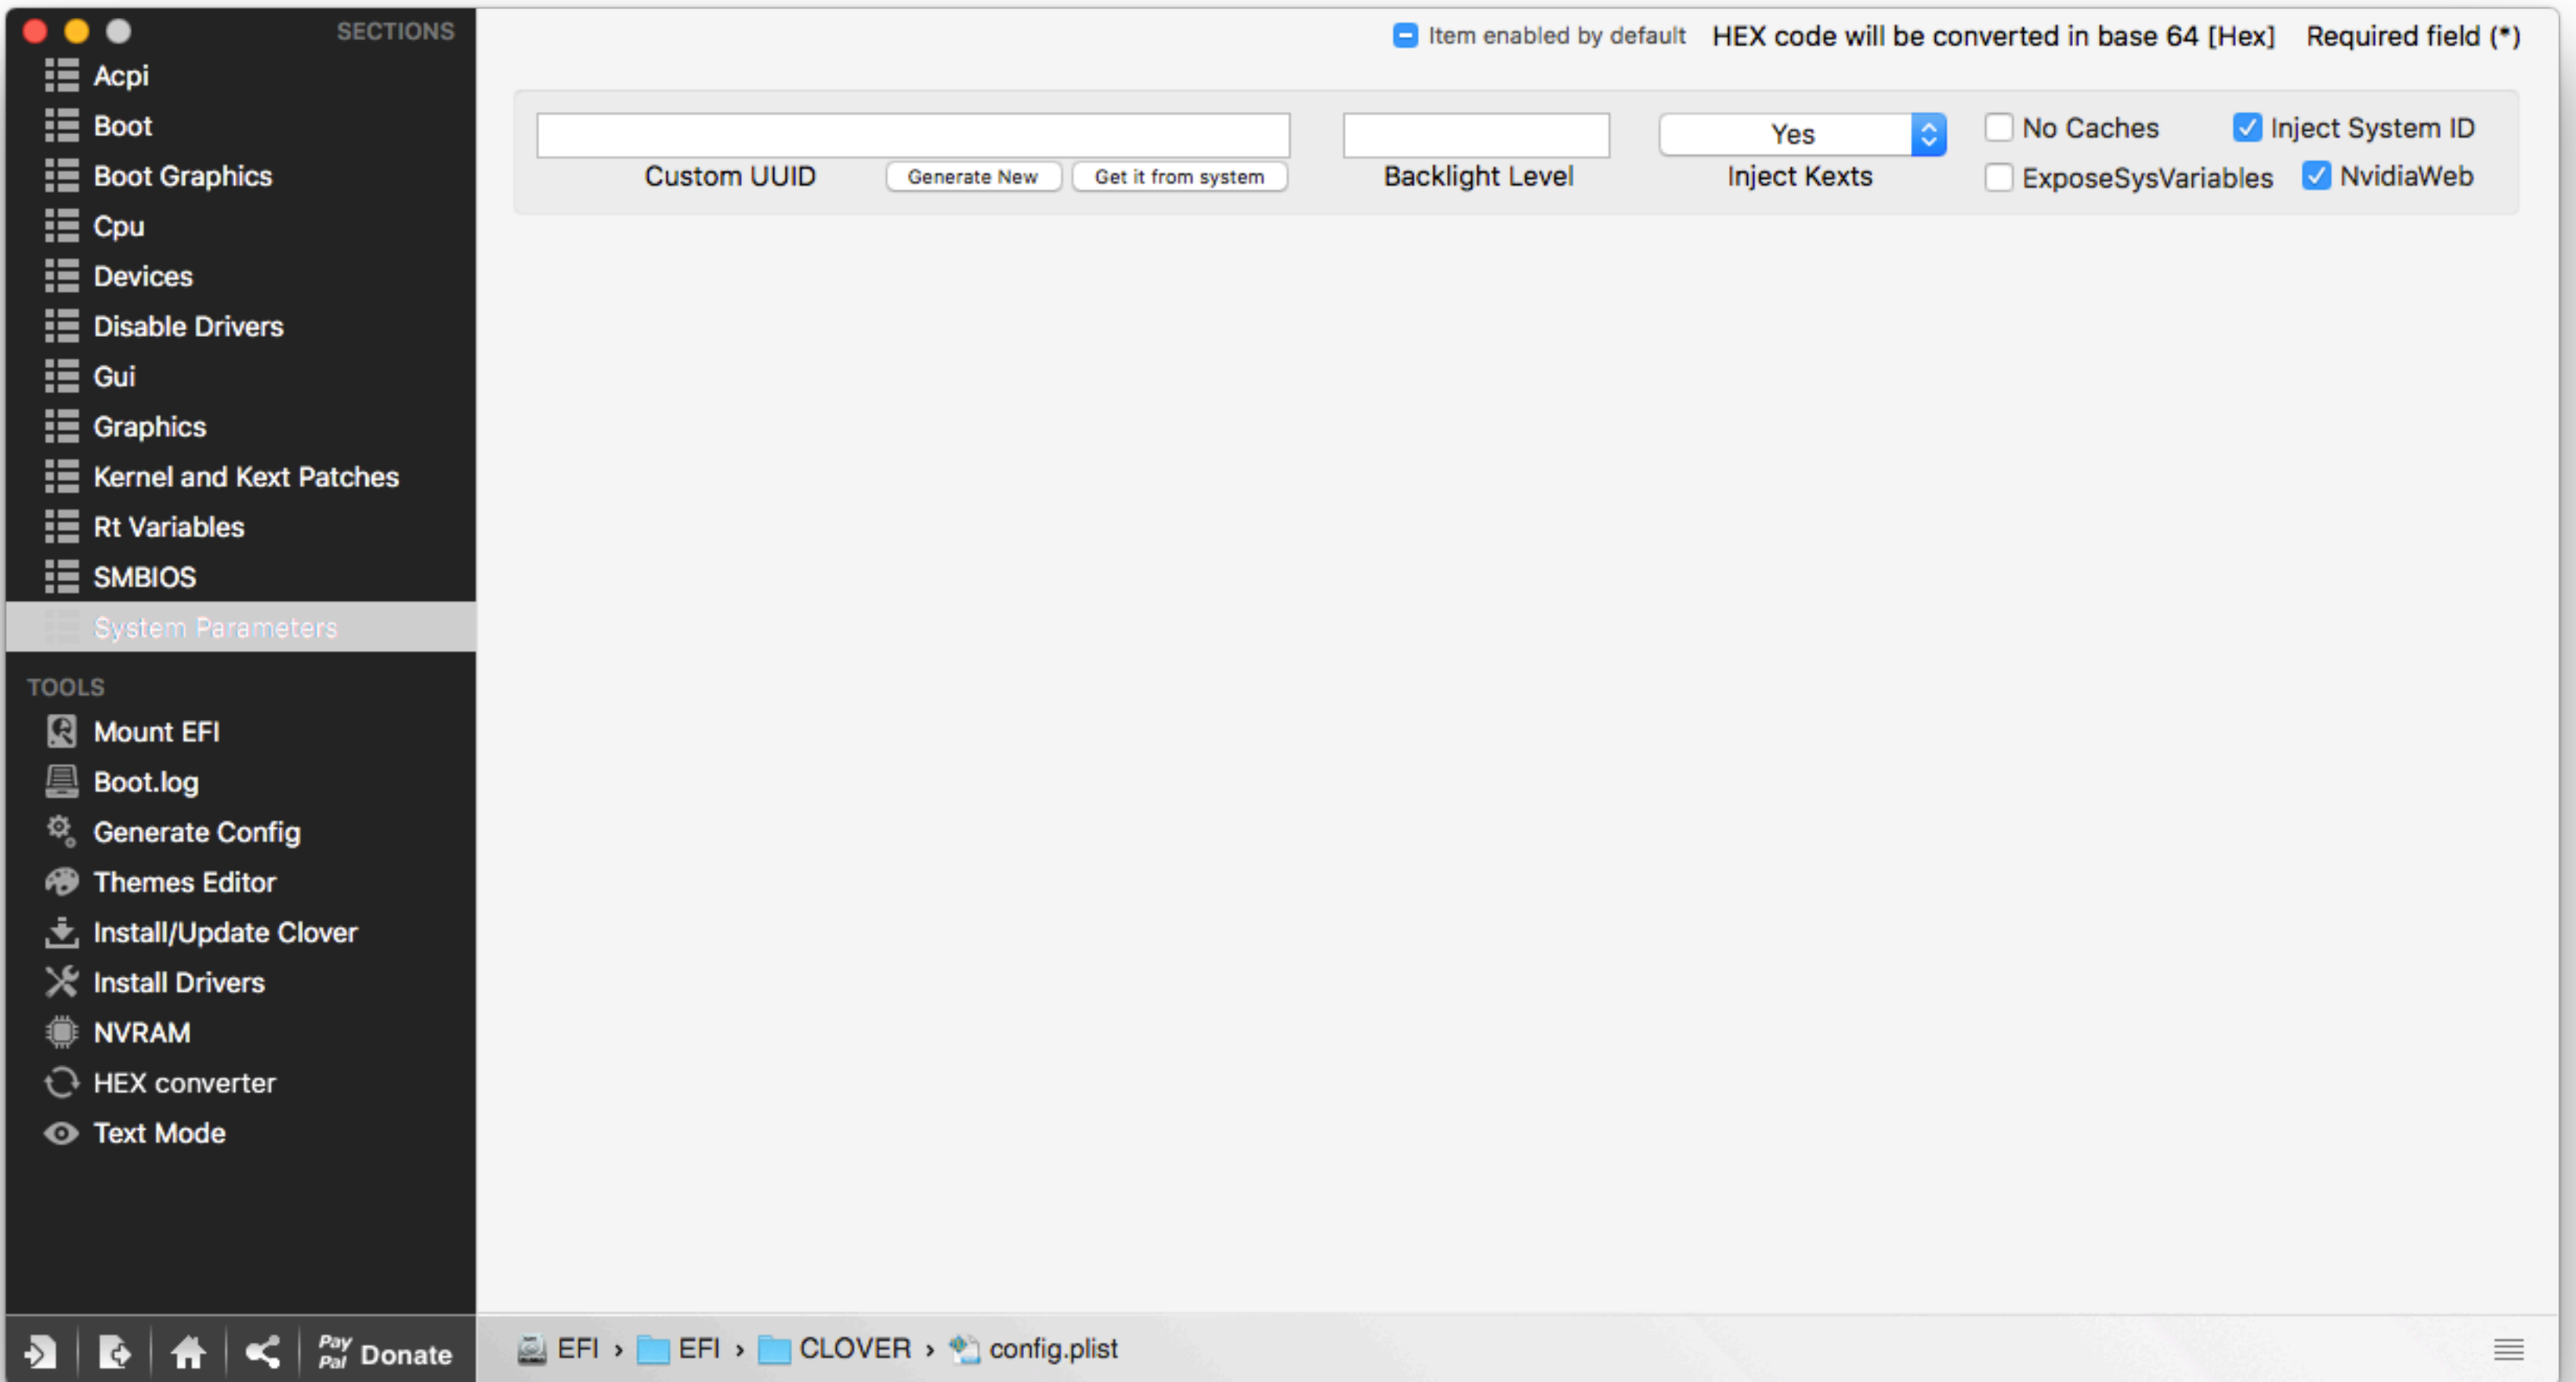 SECTIONS
Acpi
Boot
Boot Graphics
Cpu
Devices
Disable Drivers
Gui
Graphics
Kernel and Kext Patches
Rt Variables
SMBIOS
System Parameters
TOOLS
Mount EFI
Boot.log
Generate Config
Themes Editor
Install/Update Clover
Install Drivers
NVRAM
HEX converter
Text Mode
Pay
Pal Donate
Item enabled by default HEX code will be converted in base 64 [Hex] Required field (*)
Yes No Caches Inject System ID
Custom UUID Generate New Get it from system Backlight Level Inject Kexts ExposeSysVariables NvidiaWeb
EFI › EFI › CLOVER › config.plist